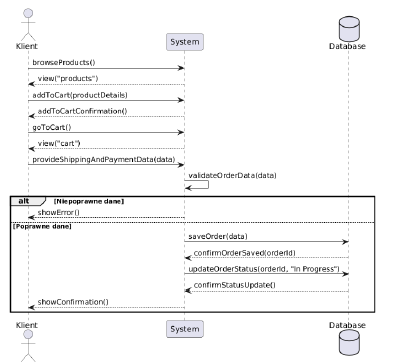 Klient
System
Database
browseProducts()
view("products")
addToCart(productDetails)
addToCartConfirmation()
goToCart()
view("cart")
provideShippingAndPaymentData(data)
validateOrderData(data)
alt [Niepoprawne dane]
showError()
[Poprawne dane]
saveOrder(data)
confirmOrderSaved(orderId)
updateOrderStatus(orderId, "In Progress")
confirmStatusUpdate()
showConfirmation()
Klient
System
Database